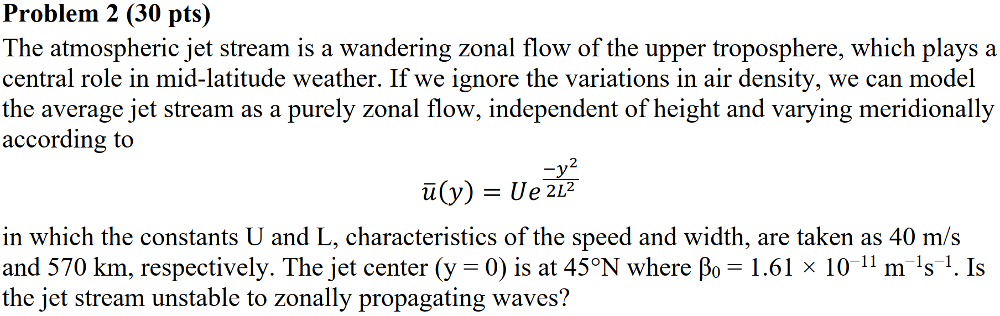 Problem 2 (30 pts)
The atmospheric jet stream is a wandering zonal flow of the upper troposphere, which plays a
central role in mid-latitude weather. If we ignore the variations in air density, we can model
the average jet stream as a purely zonal flow, independent of height and varying meridionally
according to
ū(y) = Ue^{\frac{-y^2}{2L^2}}
in which the constants U and L, characteristics of the speed and width, are taken as 40 m/s
and 570 km, respectively. The jet center (y = 0) is at 45°N where β₀ = 1.61 × 10⁻¹¹ m⁻¹s⁻¹. Is
the jet stream unstable to zonally propagating waves?